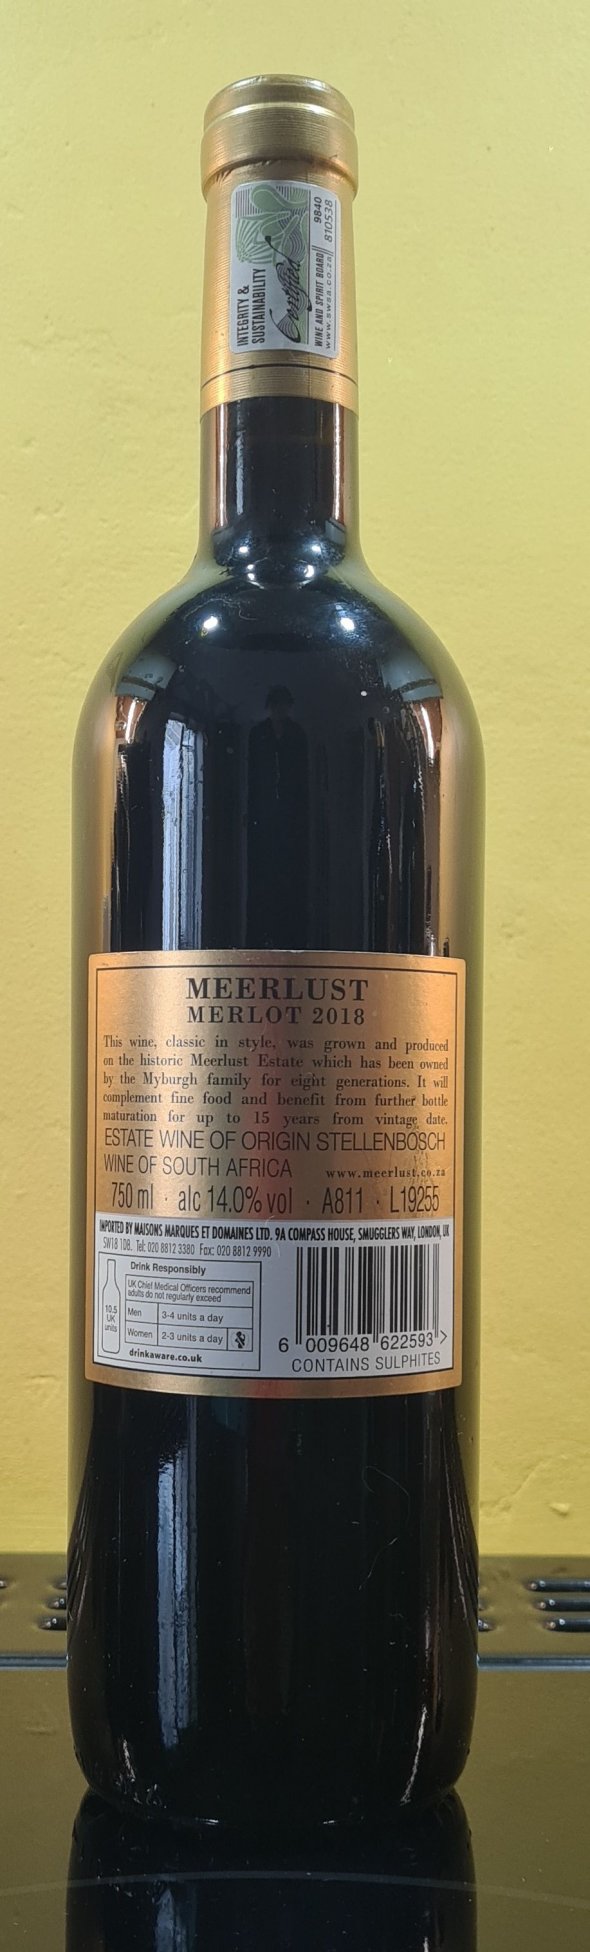 INTEGRITY &
SUSTAINABILITY
Certified
WINE AND SPIRIT BOARD
www.swsa.co.za
9840
810538
MEERLUST
MERLOT 2018
This wine, classic in style, was grown and produced
on the historic Meerlust Estate which has been owned
by the Myburgh family for eight generations. It will
complement fine food and benefit from further bottle
maturation for up to 15 years from vintage date.
ESTATE WINE OF ORIGIN STELLENBOSCH
WINE OF SOUTH AFRICA www.meerlust.co.za
750 ml · alc 14.0% vol · A811 · L19255
IMPORTED BY MAISONS MARQUES ET DOMAINES LTD. 9A COMPASS HOUSE, SMUGGLERS WAY, LONDON, UK
SW18 1DB. Tel: 020 8812 3380 Fax: 020 8812 9990
Drink Responsibly
UK Chief Medical Officers recommend
adults do not regularly exceed
Men 3-4 units a day
Women 2-3 units a day
10.5
UK
units
drinkaware.co.uk
6 009648 622593 >
CONTAINS SULPHITES